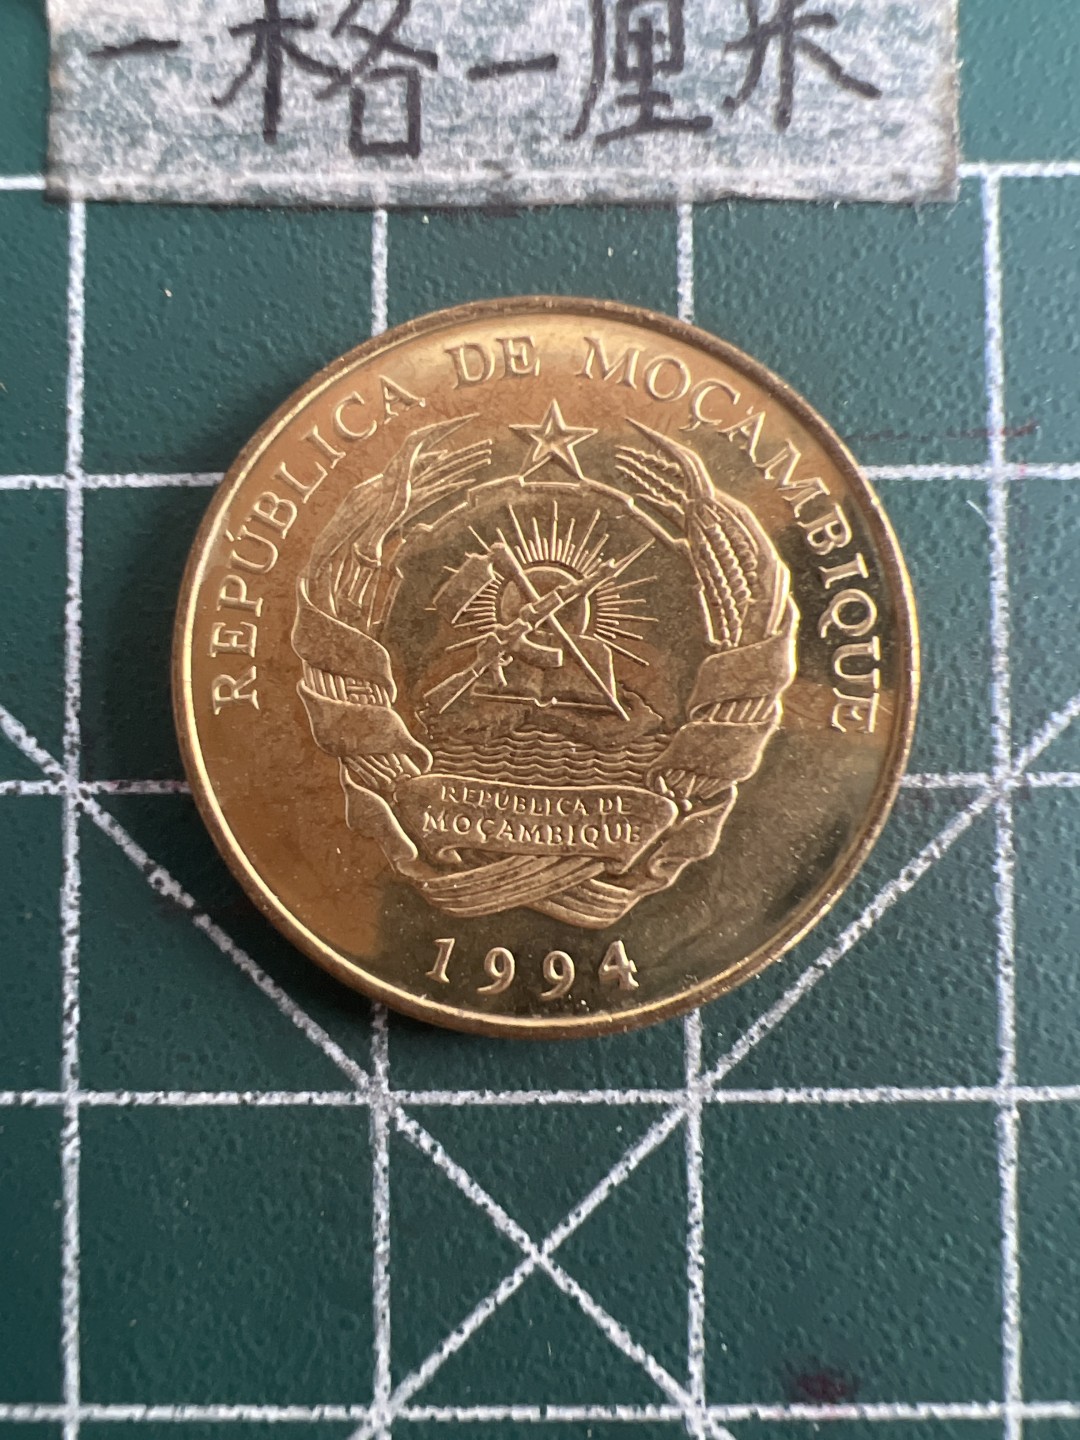 一格一厘米
REPÚBLICA DE MOÇAMBIQUE
REPÚBLICA DE
MOÇAMBIQUE
1994